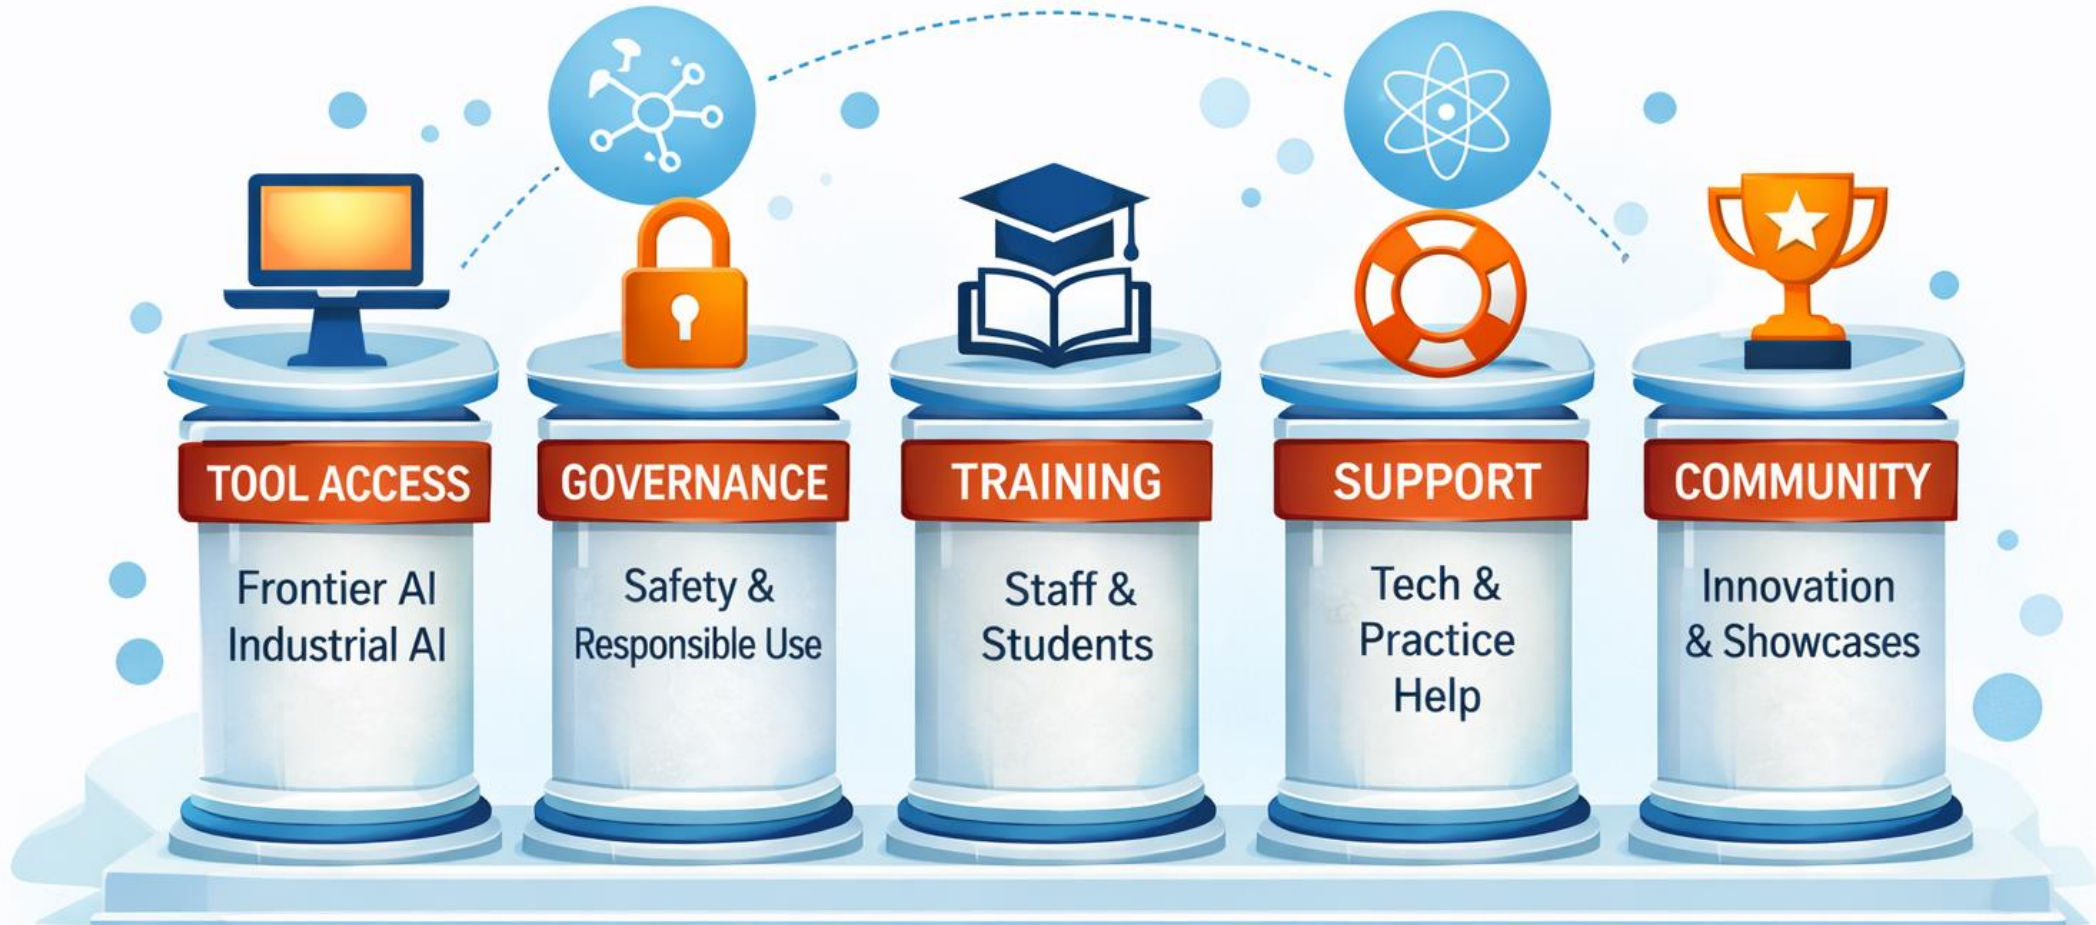 TOOL ACCESS
Frontier AI
Industrial AI
GOVERNANCE
Safety &
Responsible Use
TRAINING
Staff &
Students
SUPPORT
Tech &
Practice
Help
COMMUNITY
Innovation
& Showcases